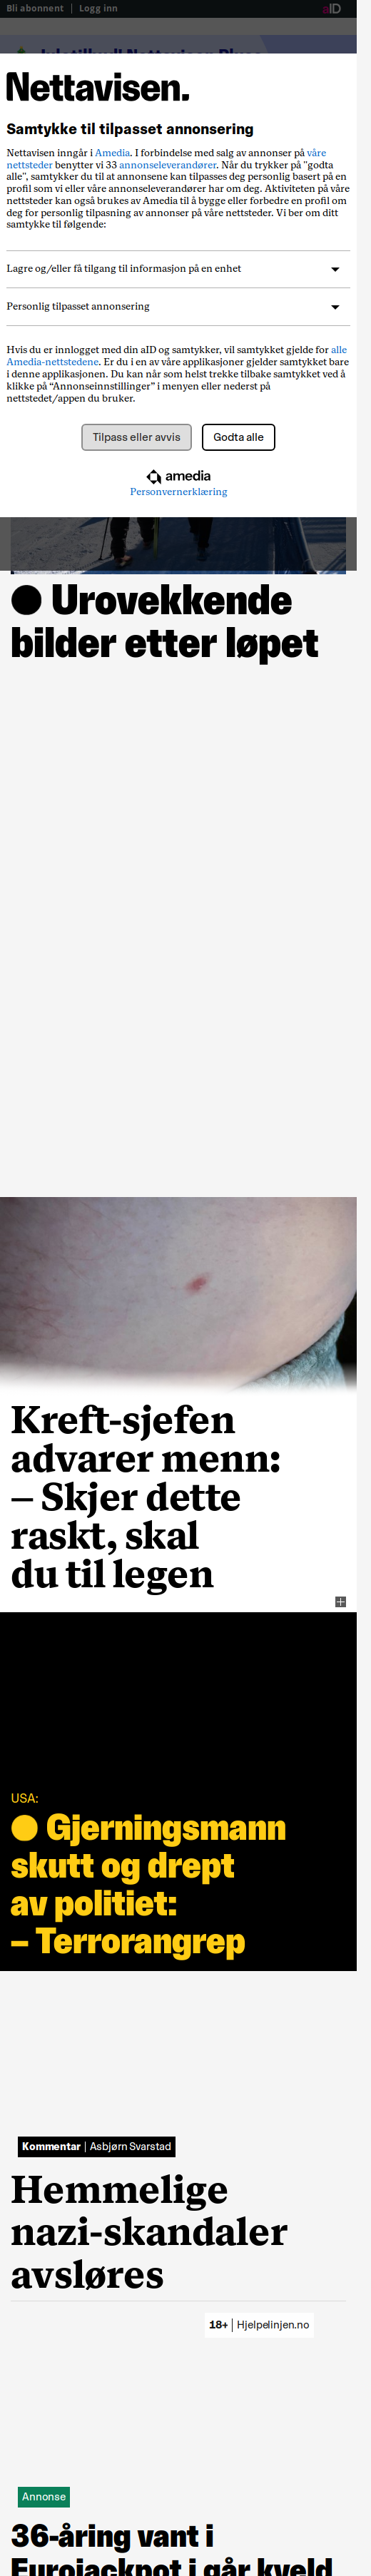 Bli abonnent
Logg inn
aID
Nettavisen.
Samtykke til tilpasset annonsering
Nettavisen inngår i Amedia. I forbindelse med salg av annonser på våre
nettsteder benytter vi 33 annonseleverandører. Når du trykker på "godta
alle", samtykker du til at annonsene kan tilpasses deg personlig basert på en
profil som vi eller våre annonseleverandører har om deg. Aktiviteten på våre
nettsteder kan også brukes av Amedia til å bygge eller forbedre en profil om
deg for personlig tilpasning av annonser på våre nettsteder. Vi ber om ditt
samtykke til følgende:
Lagre og/eller få tilgang til informasjon på en enhet
Personlig tilpasset annonsering
Hvis du er innlogget med din aID og samtykker, vil samtykket gjelde for alle
Amedia-nettstedene. Er du i en av våre applikasjoner gjelder samtykket bare
i denne applikasjonen. Du kan når som helst trekke tilbake samtykket ved å
klikke på “Annonseinnstillinger” i menyen eller nederst på
nettstedet/appen du bruker.
Tilpass eller avvis
Godta alle
amedia
Personvernerklæring
Urovekkende
bilder etter løpet
Kreft-sjefen
advarer menn:
– Skjer dette
raskt, skal
du til legen
USA:
Gjerningsmann
skutt og drept
av politiet:
– Terrorangrep
Kommentar | Asbjørn Svarstad
Hemmelige
nazi-skandaler
avsløres
18+ | Hjelpelinjen.no
Annonse
36-åring vant i
Eurojackpot i går kveld